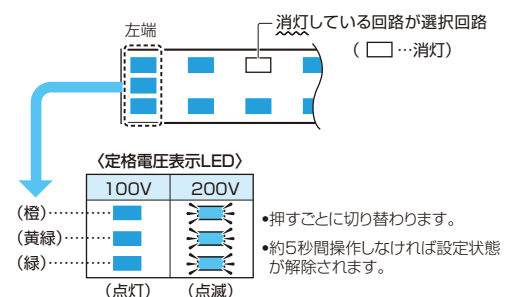 左端
消灯している回路が選択回路
( □…消灯)
〈定格電圧表示LED〉
100V 200V
(橙)
(黄緑)
(緑)
(点灯) (点滅)
•押すごとに切り替わります。
•約5秒間操作しなければ設定状態
が解除されます。